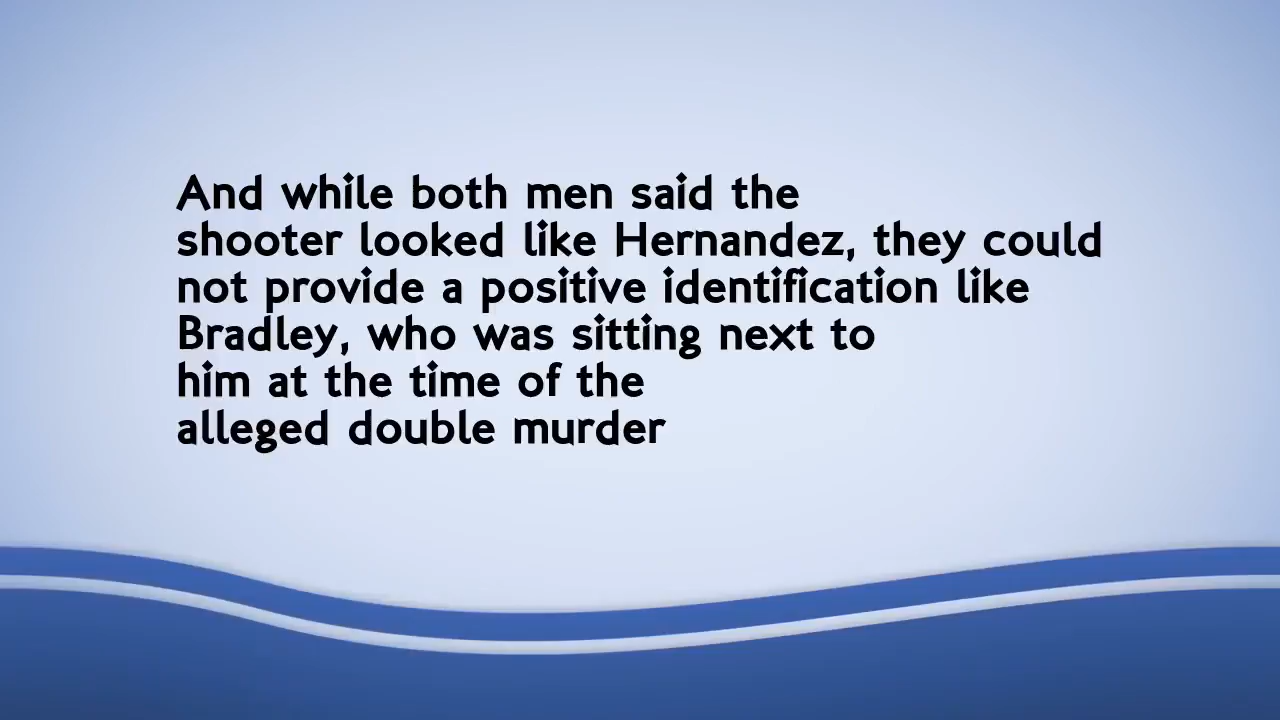 And while both men said the
shooter looked like Hernandez, they could
not provide a positive identification like
Bradley, who was sitting next to
him at the time of the
alleged double murder